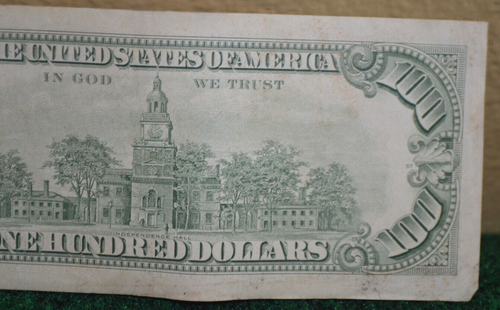 THE UNITED STATES OF AMERICA
IN GOD WE TRUST
100
INDEPENDENCE HALL
ONE HUNDRED DOLLARS
100